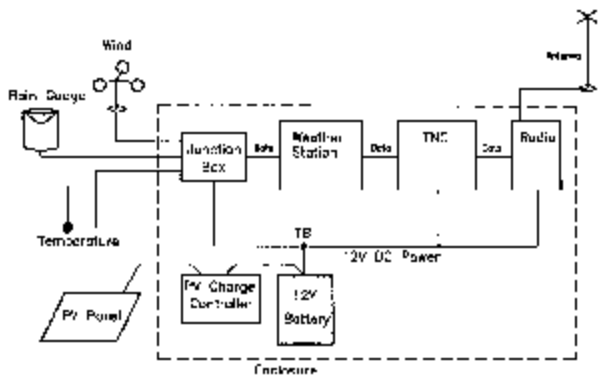 Wind
Rain Gauge
Antenna
Junction
Box
Data
Weather
Station
Data
TNC
Data
Radio
TB
12V DC Power
Temperature
PV Panel
PV Charge
Controller
12V
Battery
Enclosure